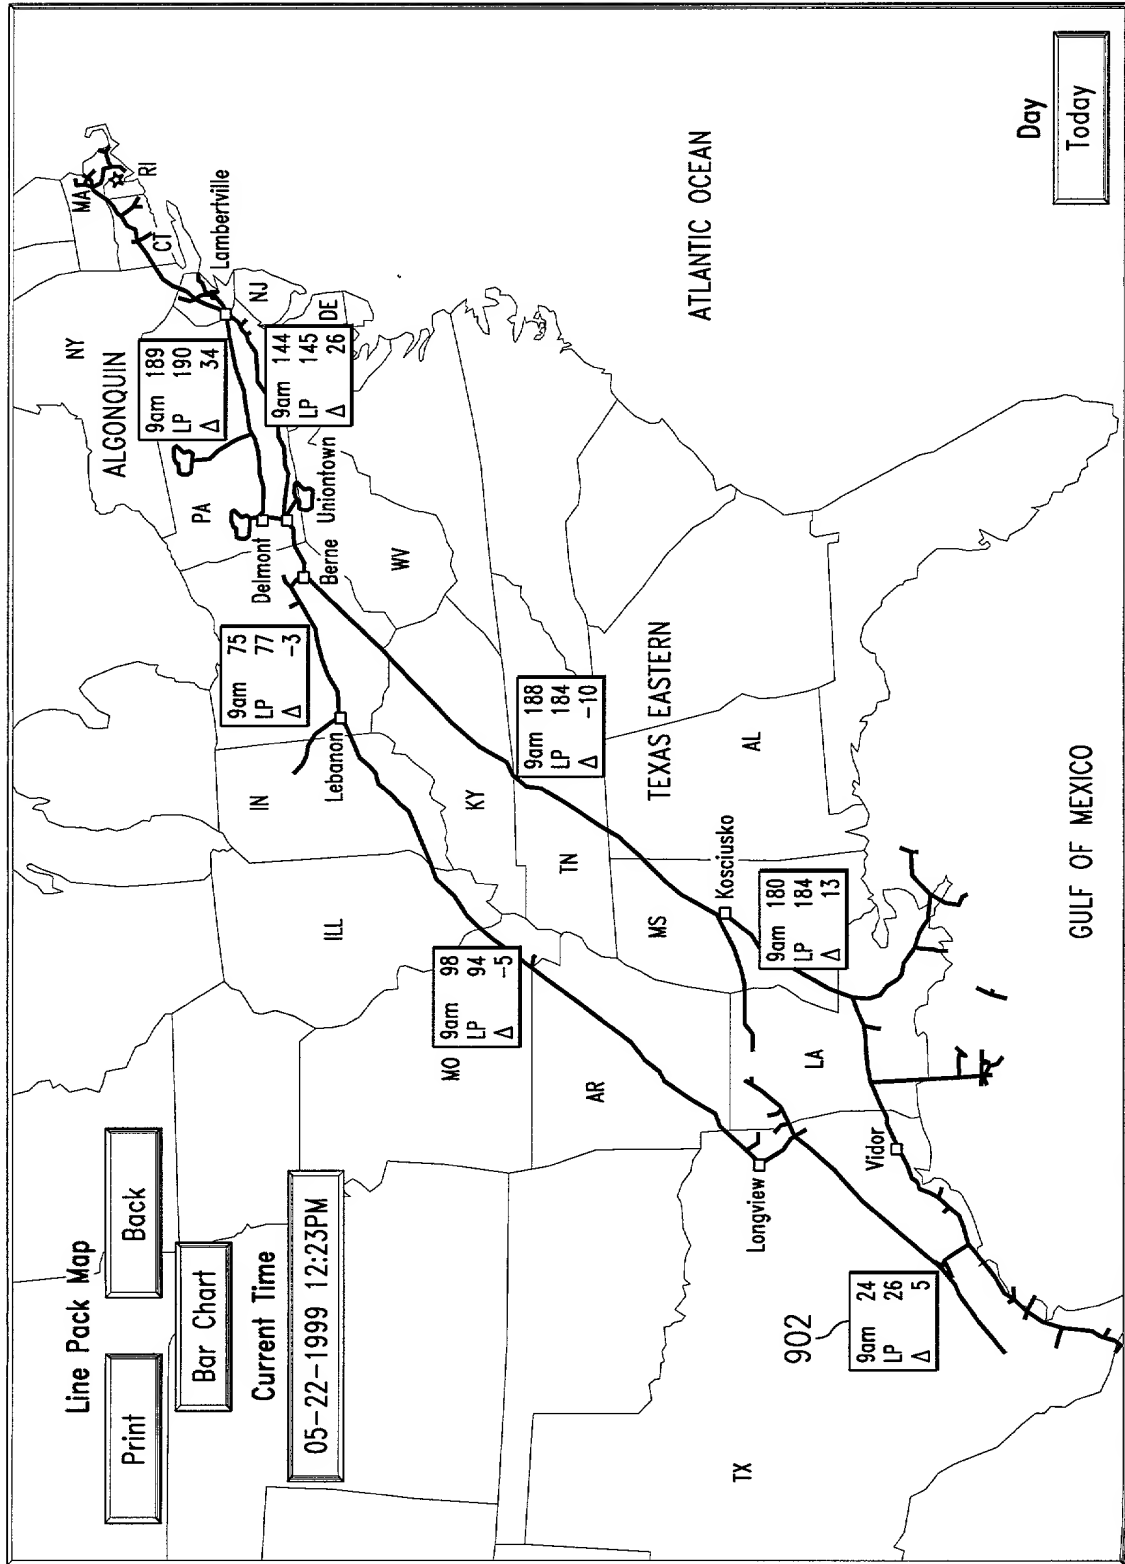 Line Pack Map
Print
Back
Bar Chart
Current Time
05-22-1999 12:23PM
NY
MA
RI
CT
ALGONQUIN
9am 189
LP 190
Δ 34
Lambertville
NJ
PA
9am 144
LP 145
Δ 26
DE
Delmont
Uniontown
Berne
9am 75
LP 77
Δ -3
WV
IN
Lebanon
ILL
KY
9am 188
LP 184
Δ -10
MO
9am 98
LP 94
Δ -5
TN
TEXAS EASTERN
ATLANTIC OCEAN
AR
MS
Kosciusko
AL
Longview
9am 180
LP 184
Δ 13
LA
TX
902
9am 24
LP 26
Δ 5
Vidor
GULF OF MEXICO
Day
Today